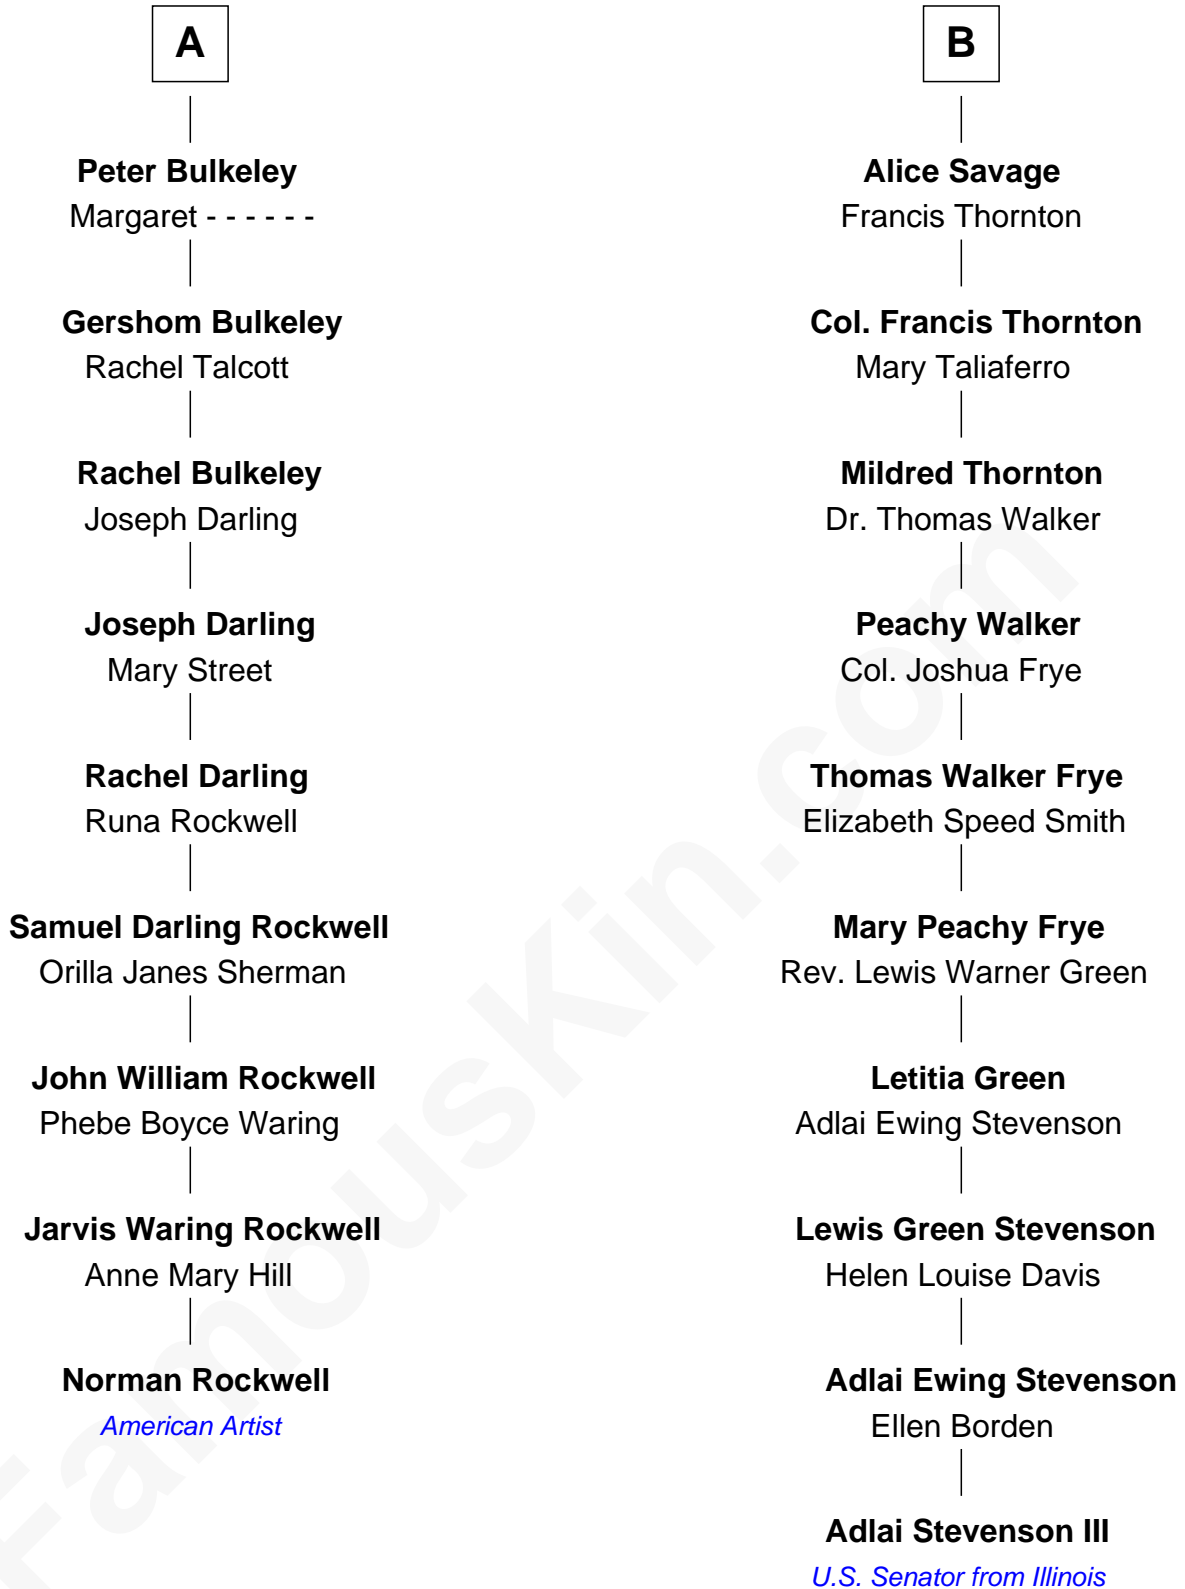 A
Peter Bulkeley
Margaret - - - - - -
Gershom Bulkeley
Rachel Talcott
Rachel Bulkeley
Joseph Darling
Joseph Darling
Mary Street
Rachel Darling
Runa Rockwell
Samuel Darling Rockwell
Orilla Janes Sherman
John William Rockwell
Phebe Boyce Waring
Jarvis Waring Rockwell
Anne Mary Hill
Norman Rockwell
American Artist
B
Alice Savage
Francis Thornton
Col. Francis Thornton
Mary Taliaferro
Mildred Thornton
Dr. Thomas Walker
Peachy Walker
Col. Joshua Frye
Thomas Walker Frye
Elizabeth Speed Smith
Mary Peachy Frye
Rev. Lewis Warner Green
Letitia Green
Adlai Ewing Stevenson
Lewis Green Stevenson
Helen Louise Davis
Adlai Ewing Stevenson
Ellen Borden
Adlai Stevenson III
U.S. Senator from Illinois
FamousKin.com